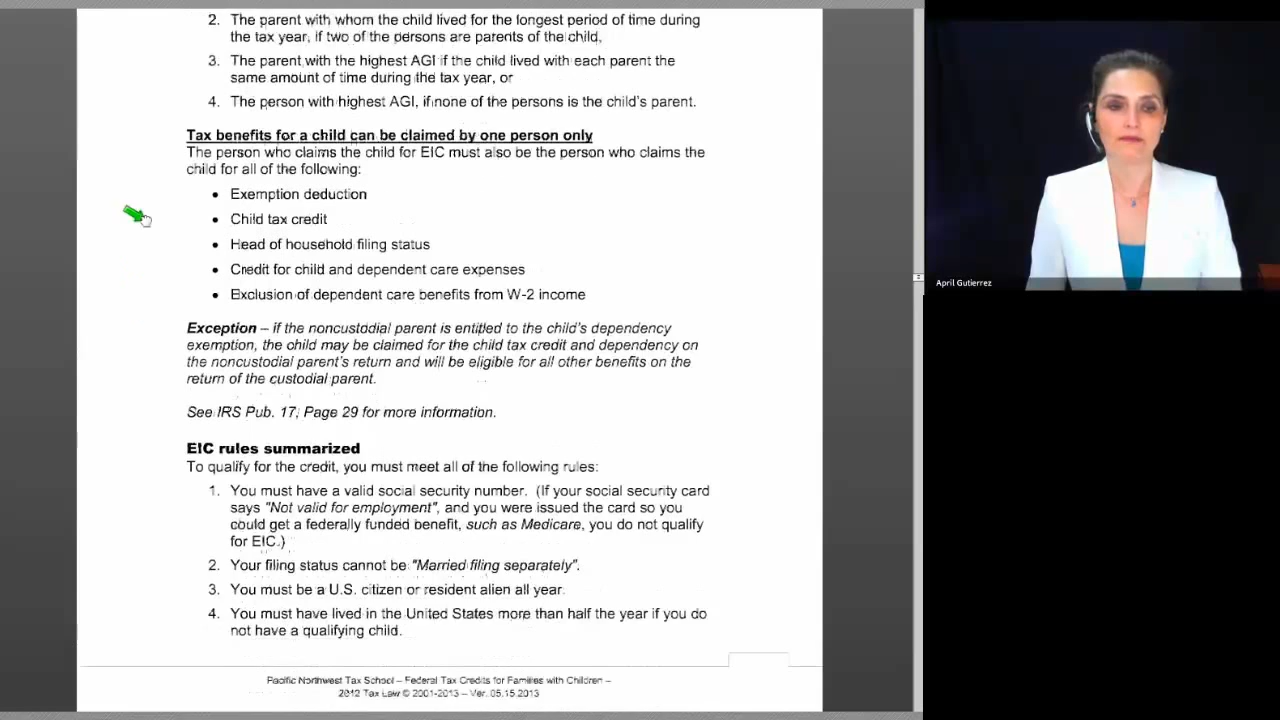 2. The parent with whom the child lived for the longest period of time during
the tax year, if two of the persons are parents of the child,
3. The parent with the highest AGI if the child lived with each parent the
same amount of time during the tax year, or
4. The person with highest AGI, if none of the persons is the child's parent.
Tax benefits for a child can be claimed by one person only
The person who claims the child for EIC must also be the person who claims the
child for all of the following:
• Exemption deduction
• Child tax credit
• Head of household filing status
• Credit for child and dependent care expenses
• Exclusion of dependent care benefits from W-2 income
Exception – if the noncustodial parent is entitled to the child's dependency
exemption, the child may be claimed for the child tax credit and dependency on
the noncustodial parent's return and will be eligible for all other benefits on the
return of the custodial parent.
See IRS Pub. 17, Page 29 for more information.
EIC rules summarized
To qualify for the credit, you must meet all of the following rules:
1. You must have a valid social security number. (If your social security card
says "Not valid for employment", and you were issued the card so you
could get a federally funded benefit, such as Medicare, you do not qualify
for EIC.)
2. Your filing status cannot be "Married filing separately".
3. You must be a U.S. citizen or resident alien all year.
4. You must have lived in the United States more than half the year if you do
not have a qualifying child.
Pacific Northwest Tax School – Federal Tax Credits for Families with Children –
2012 Tax Law © 2001-2013 – Ver. 05.15.2013
April Gutierrez